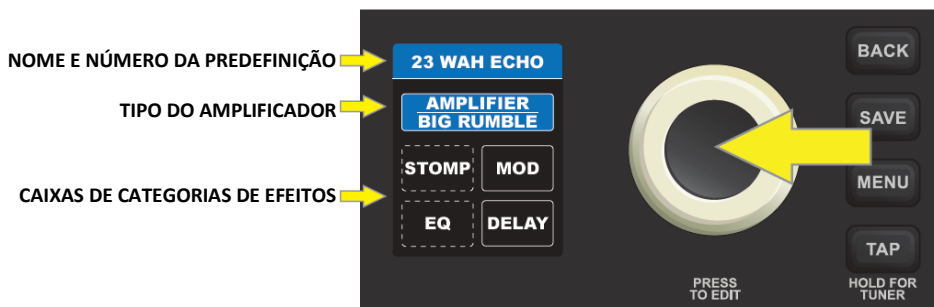 NOME E NÚMERO DA PREDEFINIÇÃO
TIPO DO AMPLIFICADOR
CAIXAS DE CATEGORIAS DE EFEITOS
23 WAH ECHO
AMPLIFIER
BIG RUMBLE
STOMP
MOD
EQ
DELAY
PRESS
TO EDIT
BACK
SAVE
MENU
TAP
HOLD FOR
TUNER